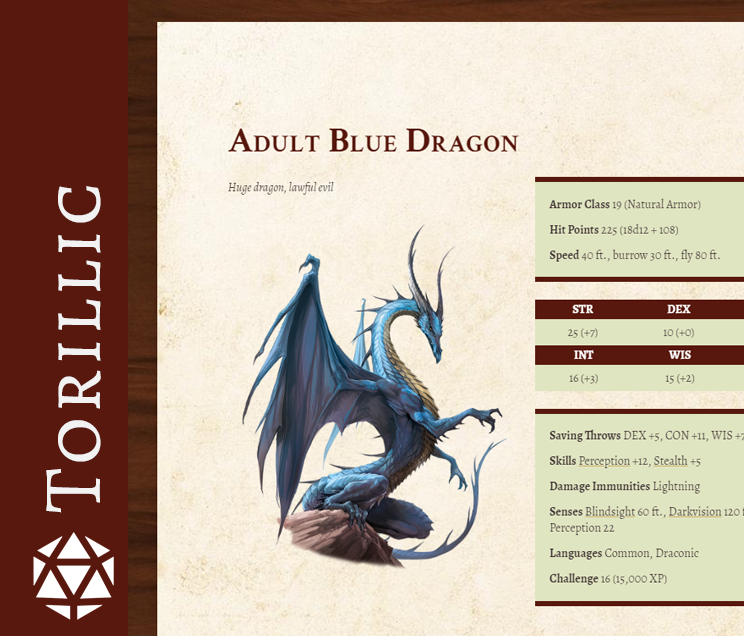 TORILLIC
ADULT BLUE DRAGON
Huge dragon, lawful evil
Armor Class 19 (Natural Armor)
Hit Points 225 (18d12 + 108)
Speed 40 ft., burrow 30 ft., fly 80 ft.
STR DEX
25 (+7) 10 (+0)
INT WIS
16 (+3) 15 (+2)
Saving Throws DEX +5, CON +11, WIS +7
Skills Perception +12, Stealth +5
Damage Immunities Lightning
Senses Blindsight 60 ft., Darkvision 120 f
Perception 22
Languages Common, Draconic
Challenge 16 (15,000 XP)